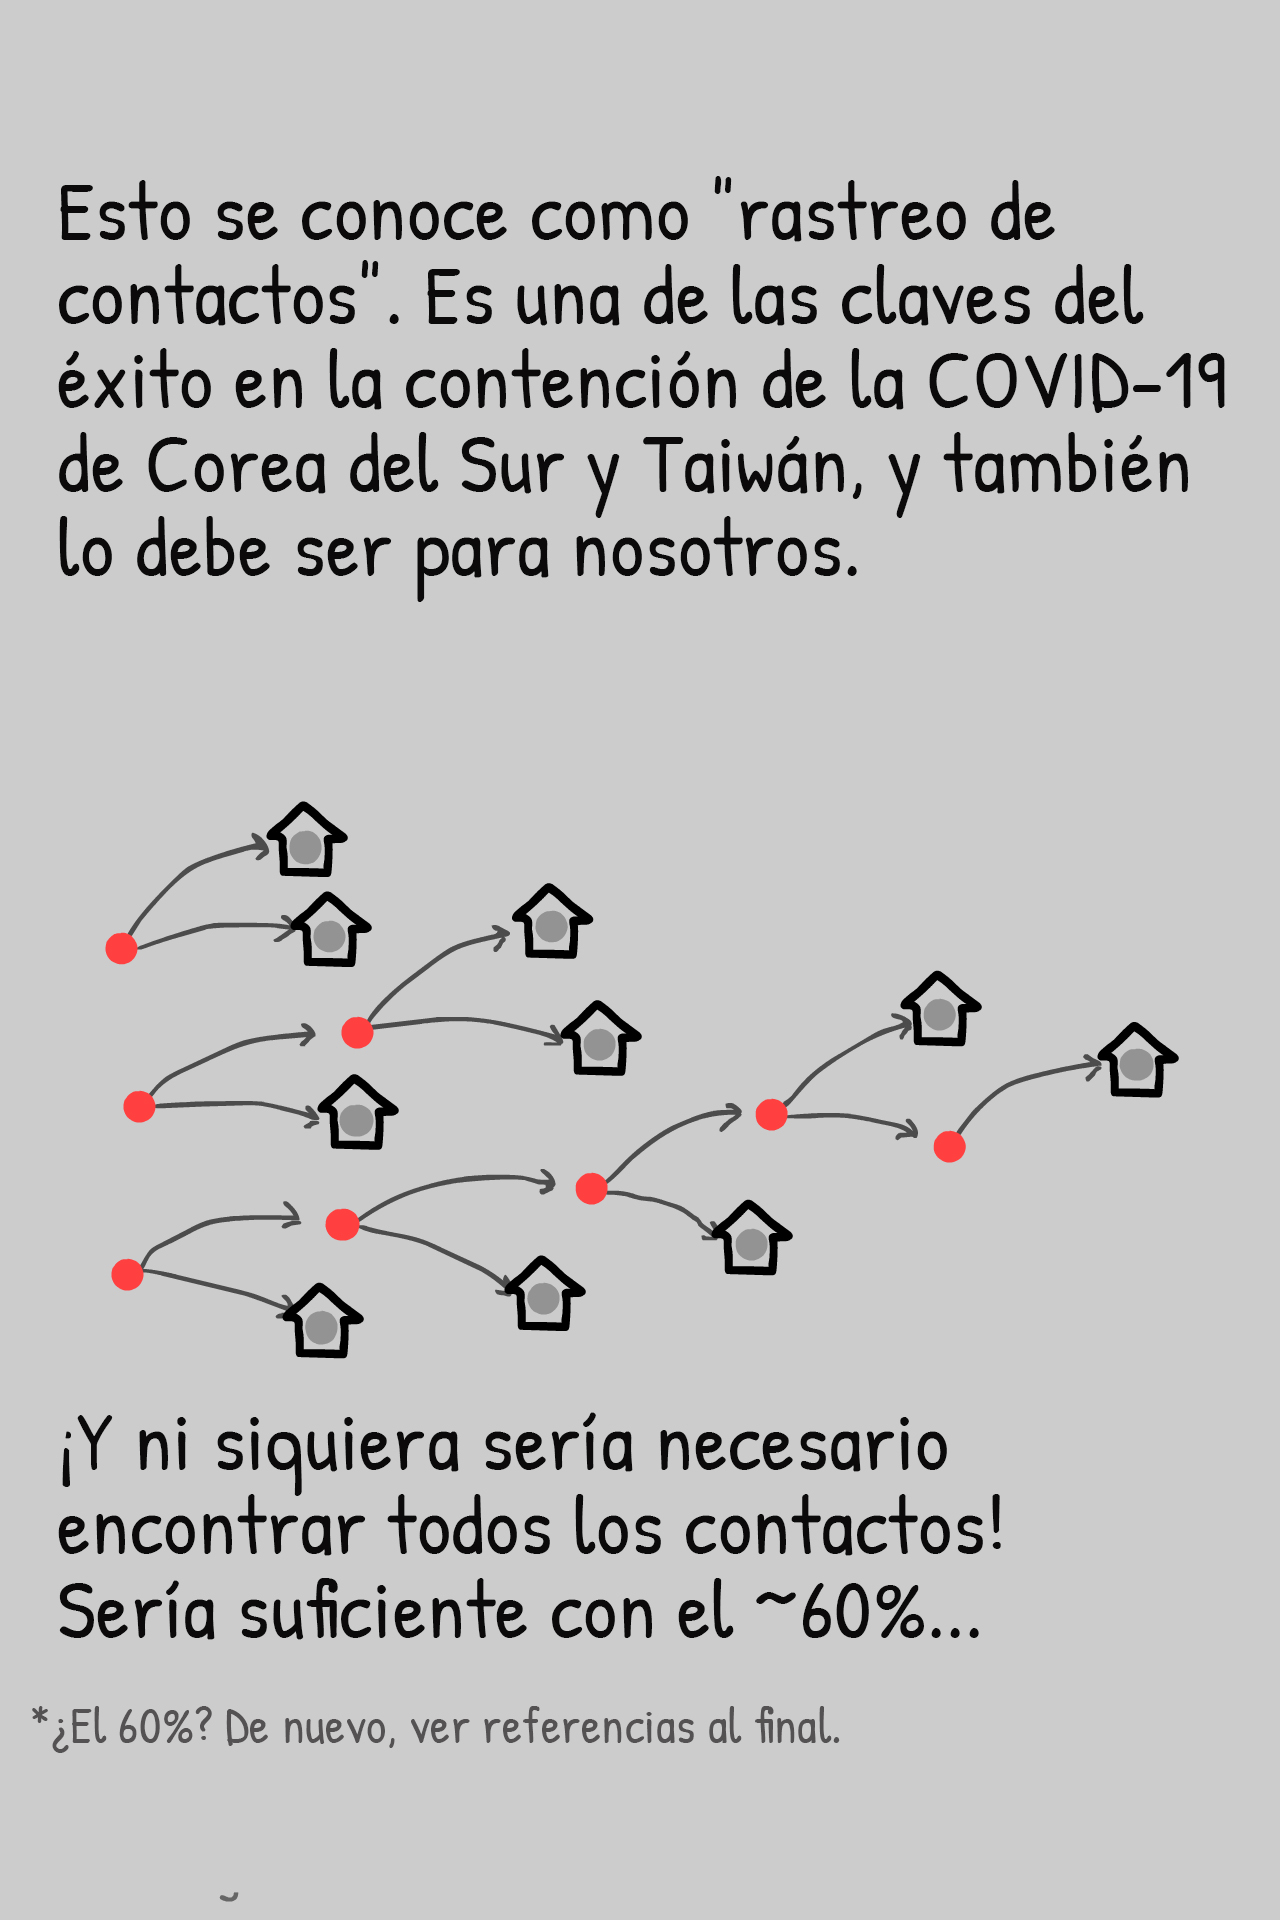 Esto se conoce como "rastreo de
contactos". Es una de las claves del
éxito en la contención de la COVID-19
de Corea del Sur y Taiwán, y también
lo debe ser para nosotros.
¡Y ni siquiera sería necesario
encontrar todos los contactos!
Sería suficiente con el ~60%...
*¿El 60%? De nuevo, ver referencias al final.